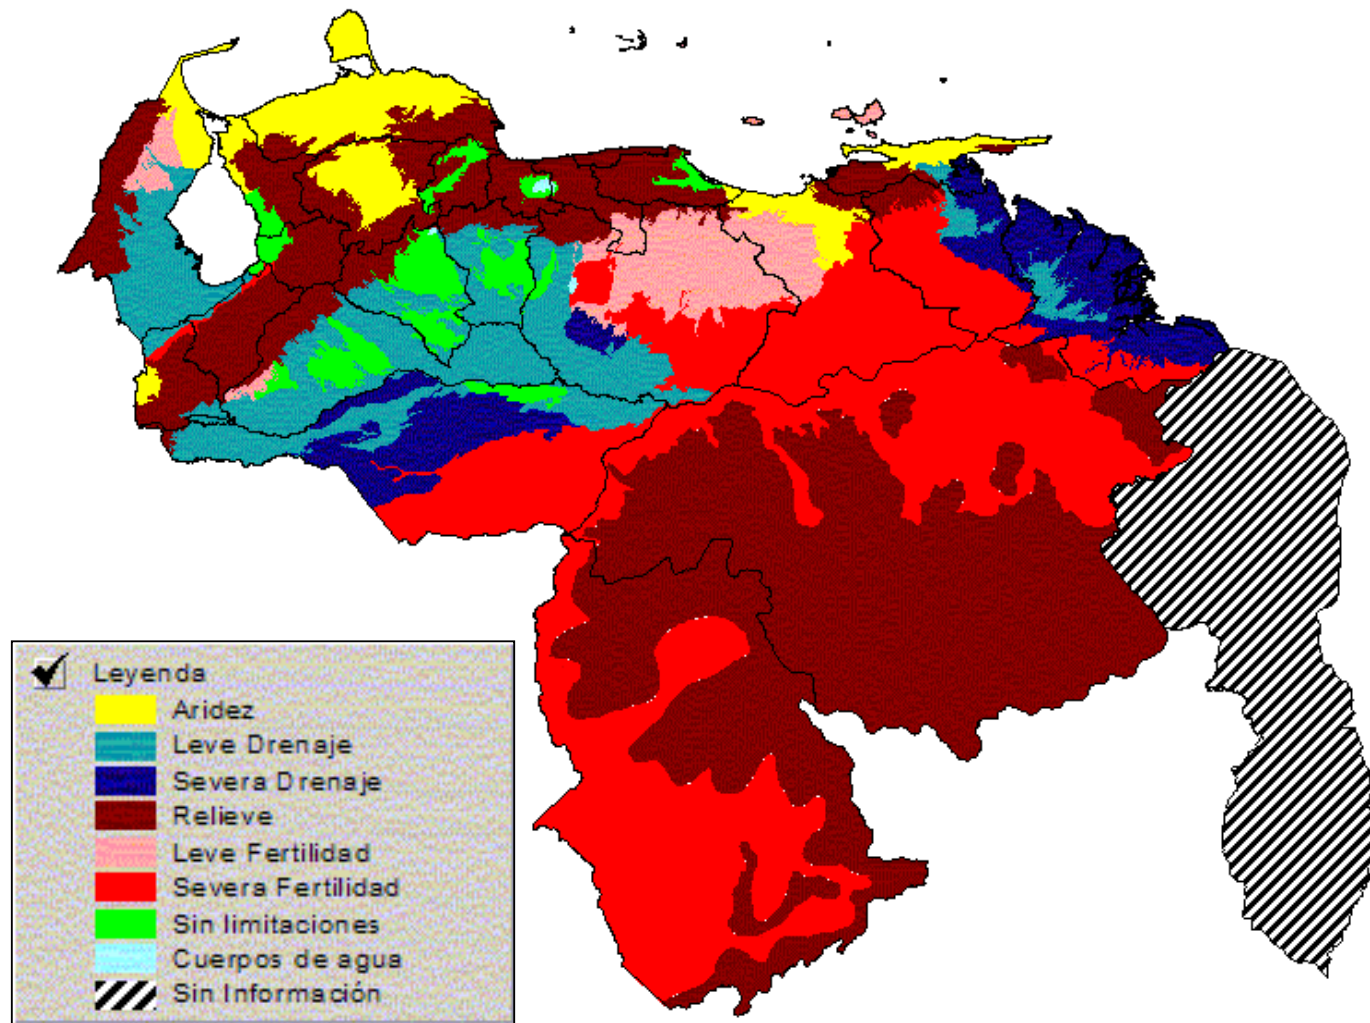 Leyenda
Aridez
Leve Drenaje
Severa Drenaje
Relieve
Leve Fertilidad
Severa Fertilidad
Sin limitaciones
Cuerpos de agua
Sin Información